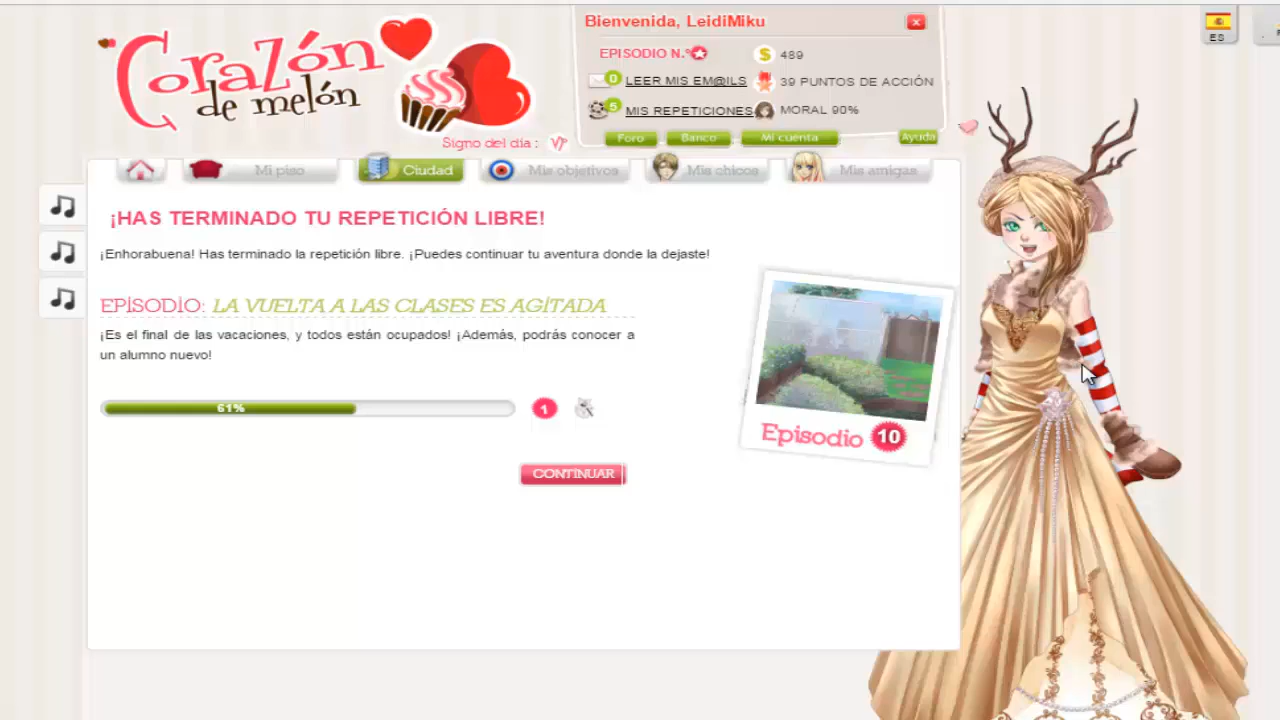 Corazón
de melón
Signo del día :
Bienvenida, LeidiMiku
EPISODIO N.º
489
0 LEER MIS EM@ILS
39 PUNTOS DE ACCIÓN
5 MIS REPETICIONES
MORAL 90%
Foro
Banco
Mi cuenta
Ayuda
ES
Mi piso
Ciudad
Mis objetivos
Mis chicos
Mis amigas
¡HAS TERMINADO TU REPETICIÓN LIBRE!
¡Enhorabuena! Has terminado la repetición libre. ¡Puedes continuar tu aventura donde la dejaste!
EPISODIO: LA VUELTA A LAS CLASES ES AGITADA
¡Es el final de las vacaciones, y todos están ocupados! ¡Además, podrás conocer a
un alumno nuevo!
61%
1
Episodio 10
CONTINUAR